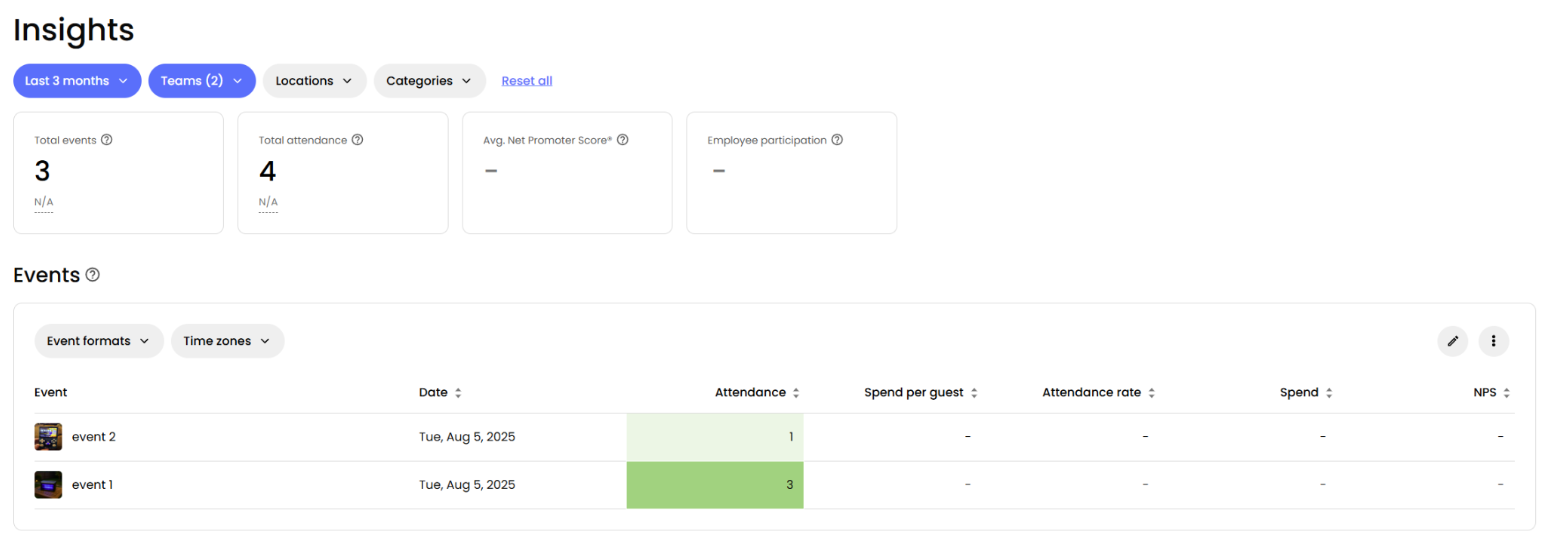 Insights
Last 3 months Teams (2) Locations Categories Reset all
Total events Total attendance Avg. Net Promoter Score* Employee participation
3 4 – –
N/A N/A
Events
Event formats Time zones
Event Date Attendance Spend per guest Attendance rate Spend NPS
event 2 Tue, Aug 5, 2025 1 - - - -
event 1 Tue, Aug 5, 2025 3 - - - -